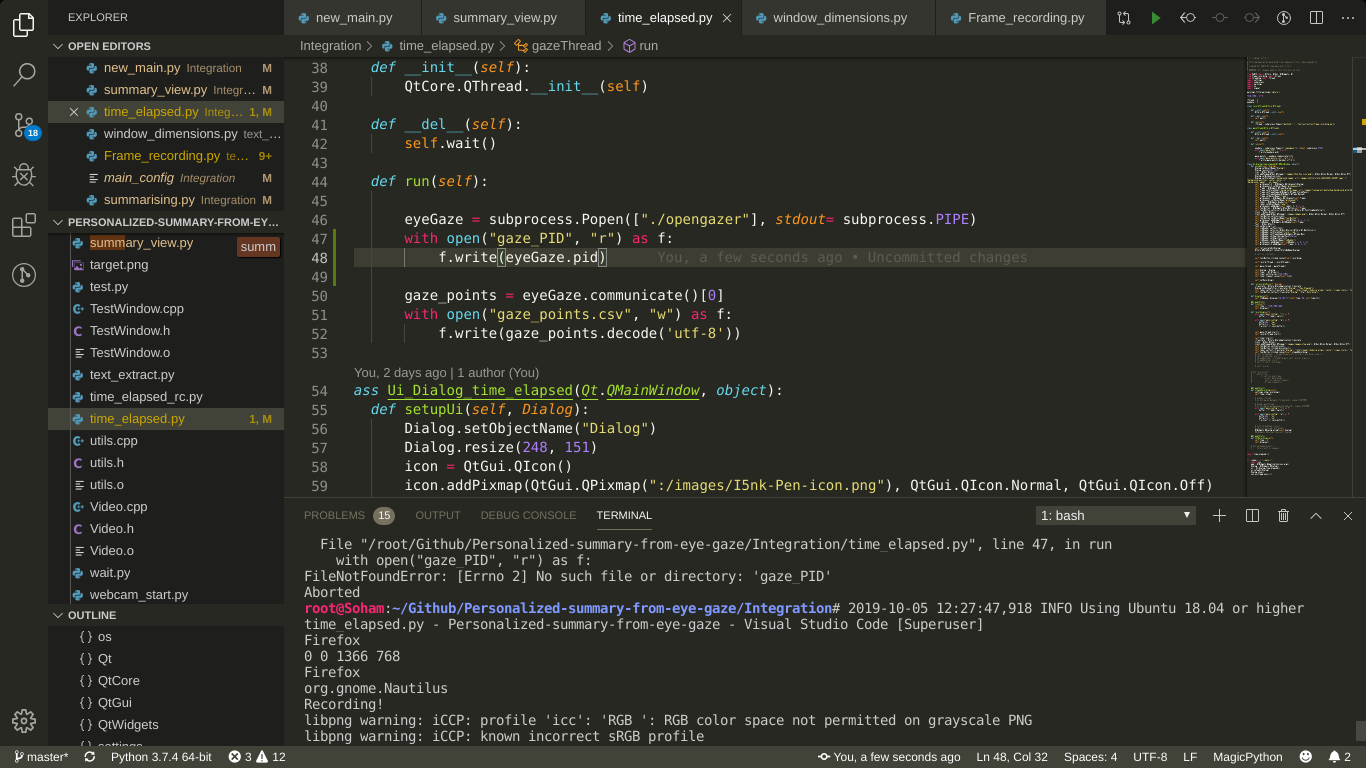 EXPLORER
OPEN EDITORS
new_main.py Integration M
summary_view.py Integr... M
time_elapsed.py Integ... 1, M
window_dimensions.py text_...
Frame_recording.py te... 9+
main_config Integration M
summarising.py Integration M
18
PERSONALIZED-SUMMARY-FROM-EY...
summary_view.py
summ
target.png
test.py
TestWindow.cpp
TestWindow.h
TestWindow.o
text_extract.py
time_elapsed_rc.py
time_elapsed.py 1, M
utils.cpp
utils.h
utils.o
Video.cpp
Video.h
Video.o
wait.py
webcam_start.py
OUTLINE
{} os
{} Qt
{} QtCore
{} QtGui
{} QtWidgets
new_main.py summary_view.py time_elapsed.py window_dimensions.py Frame_recording.py
Integration > time_elapsed.py > gazeThread > run
38 def __init__(self):
39 QtCore.QThread.__init__(self)
40
41 def __del__(self):
42 self.wait()
43
44 def run(self):
45
46 eyeGaze = subprocess.Popen(["./opengazer"], stdout= subprocess.PIPE)
47 with open("gaze_PID", "r") as f:
48 f.write(eyeGaze.pid) You, a few seconds ago • Uncommitted changes
49
50 gaze_points = eyeGaze.communicate()[0]
51 with open("gaze_points.csv", "w") as f:
52 f.write(gaze_points.decode('utf-8'))
53
You, 2 days ago | 1 author (You)
54 ass Ui_Dialog_time_elapsed(Qt.QMainWindow, object):
55 def setupUi(self, Dialog):
56 Dialog.setObjectName("Dialog")
57 Dialog.resize(248, 151)
58 icon = QtGui.QIcon()
59 icon.addPixmap(QtGui.QPixmap(":/images/I5nk-Pen-icon.png"), QtGui.QIcon.Normal, QtGui.QIcon.Off)
PROBLEMS 15 OUTPUT DEBUG CONSOLE TERMINAL 1: bash
File "/root/Github/Personalized-summary-from-eye-gaze/Integration/time_elapsed.py", line 47, in run
with open("gaze_PID", "r") as f:
FileNotFoundError: [Errno 2] No such file or directory: 'gaze_PID'
Aborted
root@Soham:~/Github/Personalized-summary-from-eye-gaze/Integration# 2019-10-05 12:27:47,918 INFO Using Ubuntu 18.04 or higher
time_elapsed.py - Personalized-summary-from-eye-gaze - Visual Studio Code [Superuser]
Firefox
0 0 1366 768
Firefox
org.gnome.Nautilus
Recording!
libpng warning: iCCP: profile 'icc': 'RGB ': RGB color space not permitted on grayscale PNG
libpng warning: iCCP: known incorrect sRGB profile
master* Python 3.7.4 64-bit 3 12 You, a few seconds ago Ln 48, Col 32 Spaces: 4 UTF-8 LF MagicPython 2